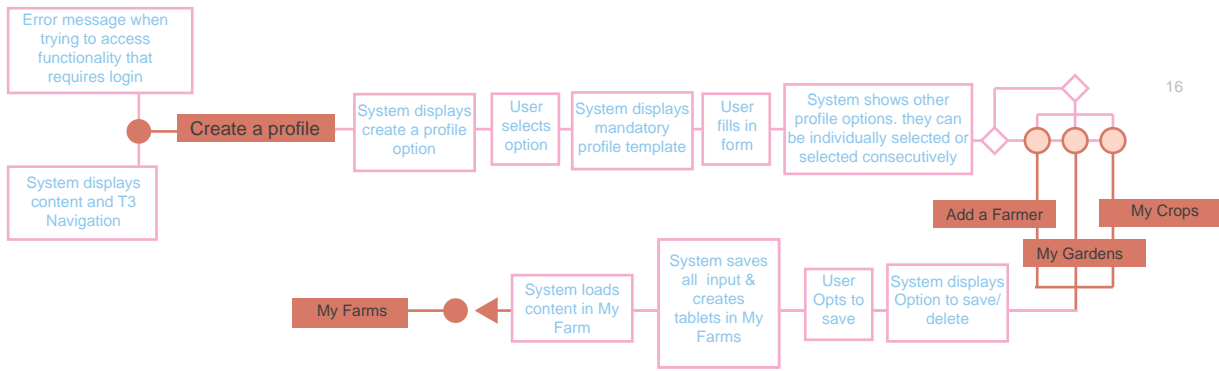 Error message when
trying to access
functionality that
requires login
System displays
content and T3
Navigation
Create a profile
System displays
create a profile
option
User
selects
option
System displays
mandatory
profile template
User
fills in
form
System shows other
profile options. they can
be individually selected or
selected consecutively
16
Add a Farmer
My Crops
My Gardens
System displays
Option to save/
delete
User
Opts to
save
System saves
all input &
creates
tablets in My
Farms
System loads
content in My
Farm
My Farms